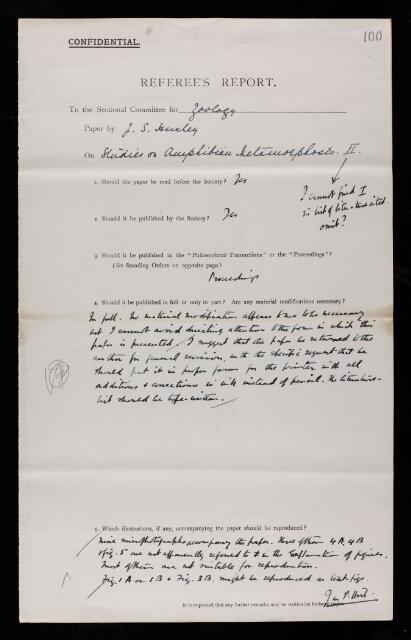 100
CONFIDENTIAL.
REFEREE'S REPORT.
To the Sectional Committee for Zoology
Paper by J. S. Huxley
On Studies on Amphibian Metamorphosis. II.
1. Should the paper be read before the Society? Yes
I cannot find I
in list of literature cited.
omit?
2. Should it be published by the Society? Yes
3. Should it be published in the "Philosophical Transactions" or the "Proceedings"?
(See Standing Orders on opposite page.)
Proceedings
4. Should it be published in full or only in part? Are any material modifications necessary?
In full. No material modification appears to me to be necessary
but I cannot avoid directing attention to the form in which this
paper is presented. I suggest that the paper be returned to the
author for general revision, with the specific request that he
should put it in proper form for the printer with all
additions & corrections in ink instead of pencil. The literature-
list should be type-written.
5. Which illustrations, if any, accompanying the paper should be reproduced?
Nine microphotographs accompany the paper. Three of them 4A, 4B
& fig. 5 are not apparently referred to in the Explanation of figures.
Most of them are not suitable for reproduction.
Fig. 1A or 1B & Fig. 3B. might be reproduced as text figs.
Jas. P. Hill
It is requested that any further remarks may be written on foolscap paper.